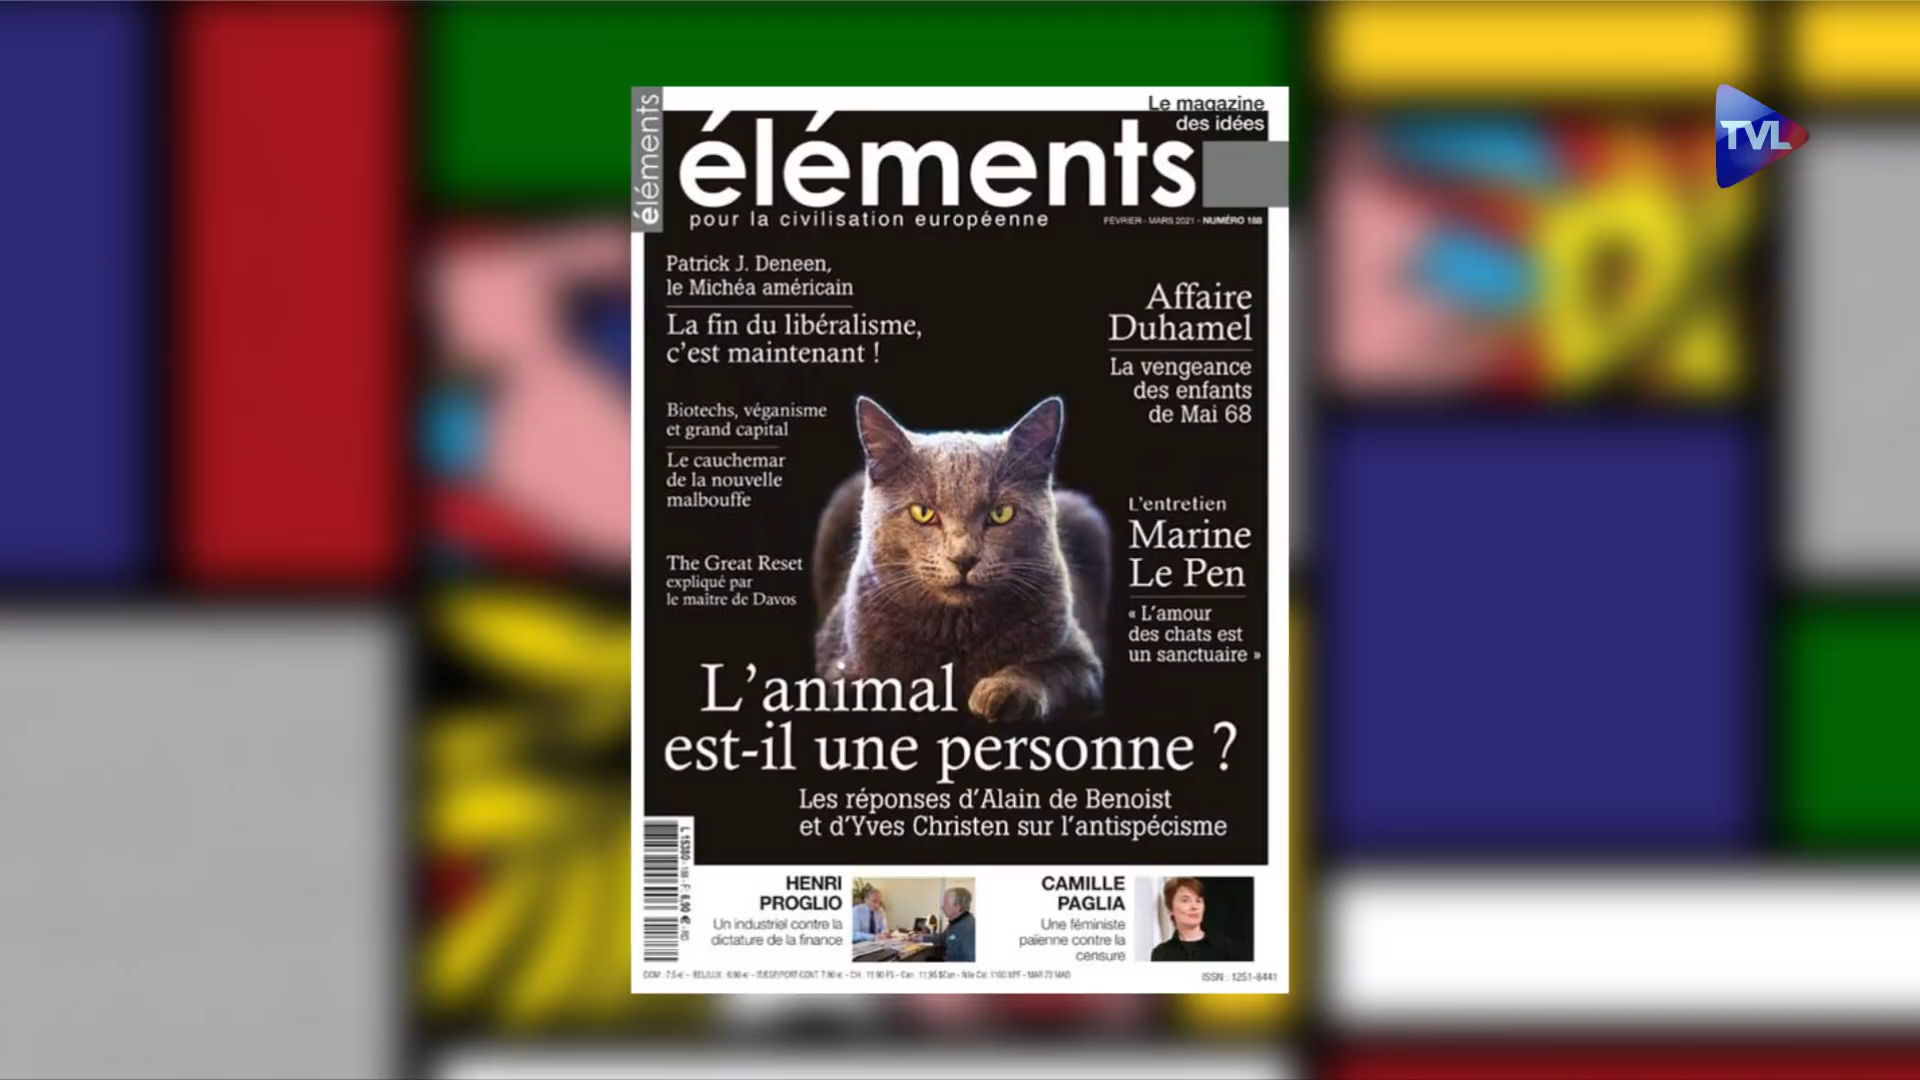 TVL
éléments
Le magazine
des idées
éléments
pour la civilisation européenne
FÉVRIER - MARS 2021 - NUMÉRO 188
Patrick J. Deneen,
le Michéa américain
La fin du libéralisme,
c'est maintenant !
Affaire
Duhamel
La vengeance
des enfants
de Mai 68
Biotechs, véganisme
et grand capital
Le cauchemar
de la nouvelle
malbouffe
L'entretien
Marine
Le Pen
« L'amour
des chats est
un sanctuaire »
The Great Reset
expliqué par
le maître de Davos
L'animal
est-il une personne ?
Les réponses d'Alain de Benoist
et d'Yves Christen sur l'antispécisme
HENRI
PROGLIO
Un industriel contre la
dictature de la finance
CAMILLE
PAGLIA
Une féministe
païenne contre la
censure
L 15380 - 188 - F: 6,90 € - RD
ISSN : 1251-8441